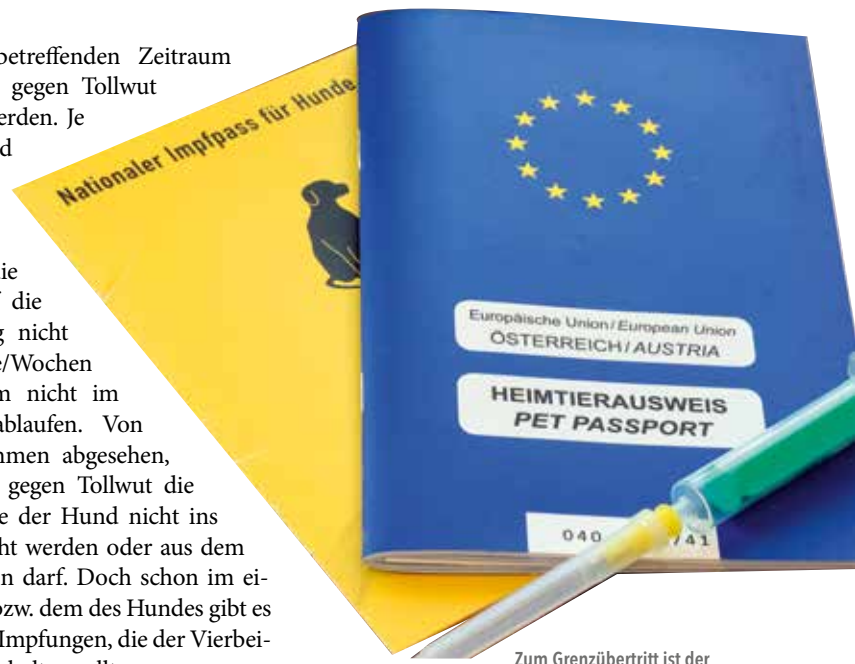 betreffenden Zeitraum
gegen Tollwut
erden. Je
d
ie
die
g nicht
e/Wochen
n nicht im
ablaufen. Von
hmen abgesehen,
gegen Tollwut die
e der Hund nicht ins
cht werden oder aus dem
n darf. Doch schon im ei-
bzw. dem des Hundes gibt es
Impfungen, die der Vierbei-
Nationaler Impfpass für Hunde
Europäische Union/European Union
ÖSTERREICH/AUSTRIA
HEIMTIERAUSWEIS
PET PASSPORT
040
41
Zum Grenzübertritt ist der